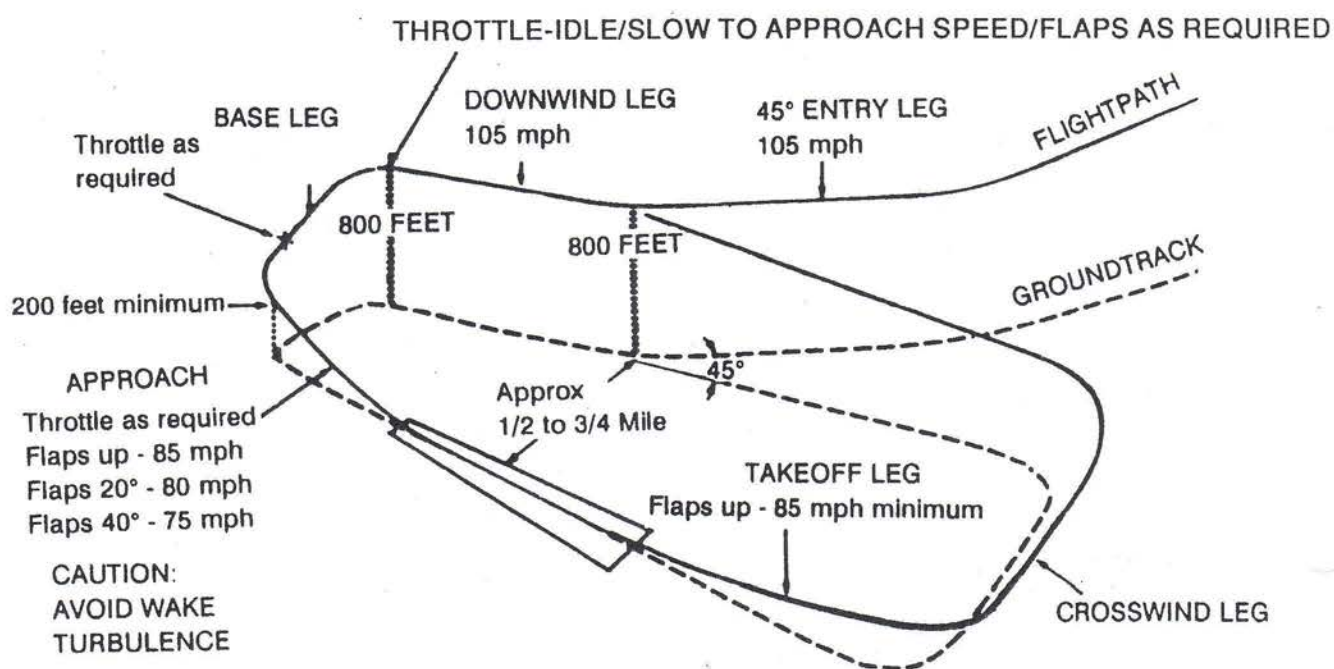 THROTTLE-IDLE/SLOW TO APPROACH SPEED/FLAPS AS REQUIRED
BASE LEG
DOWNWIND LEG
105 mph
45° ENTRY LEG
105 mph
FLIGHTPATH
Throttle as
required
800 FEET
800 FEET
GROUNDTRACK
200 feet minimum
45°
APPROACH
Throttle as required
Flaps up - 85 mph
Flaps 20° - 80 mph
Flaps 40° - 75 mph
Approx
1/2 to 3/4 Mile
TAKEOFF LEG
Flaps up - 85 mph minimum
CAUTION:
AVOID WAKE
TURBULENCE
CROSSWIND LEG